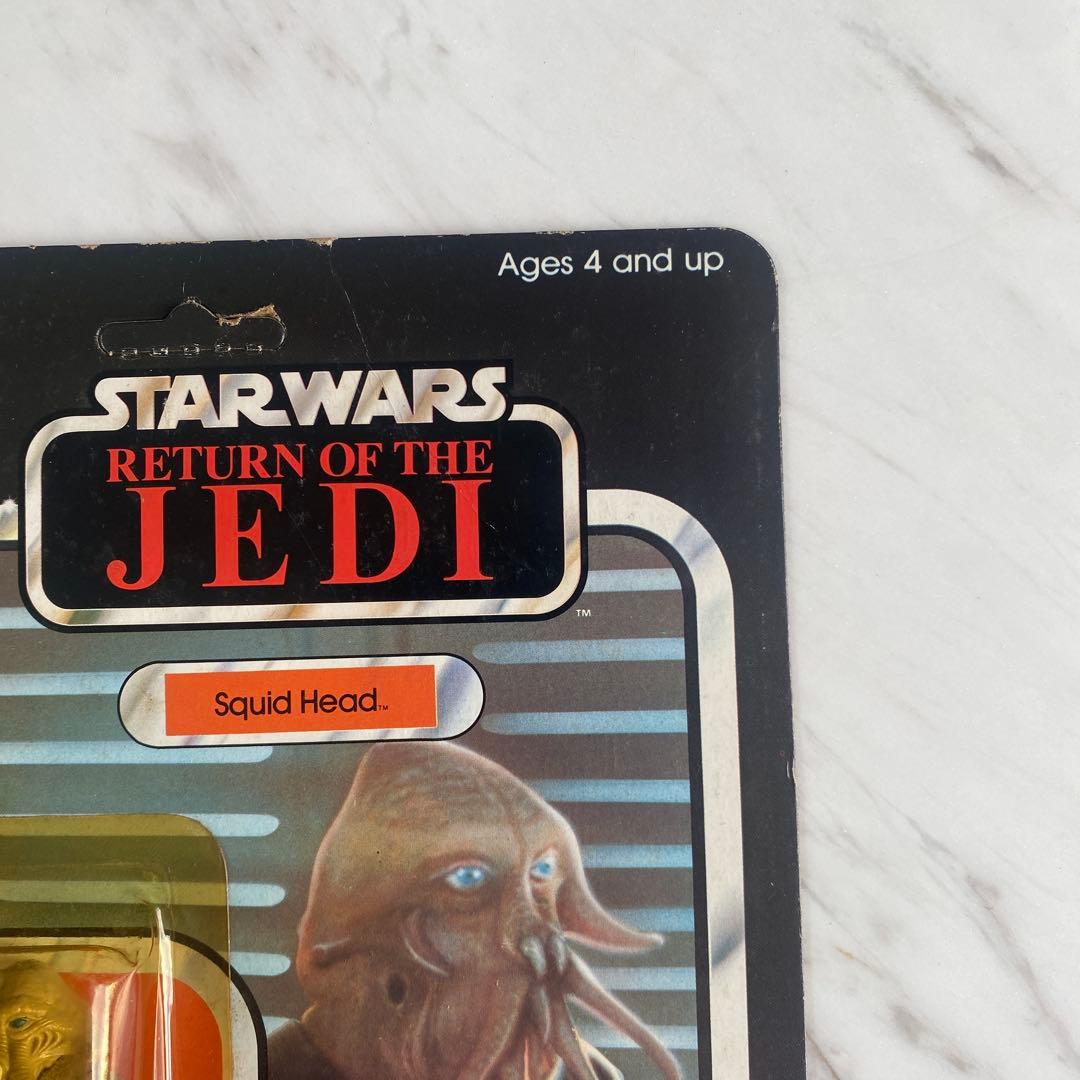 Ages 4 and up
STAR WARS
RETURN OF THE
JEDI
TM
Squid Head™